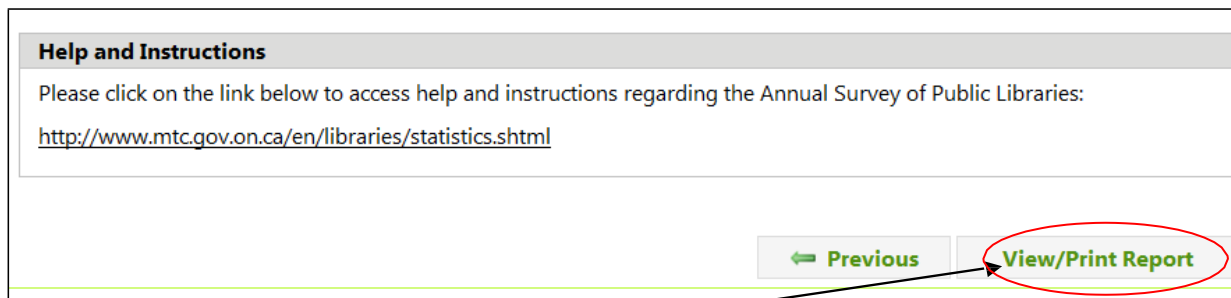 Help and Instructions
Please click on the link below to access help and instructions regarding the Annual Survey of Public Libraries:
http://www.mtc.gov.on.ca/en/libraries/statistics.shtml
Previous View/Print Report